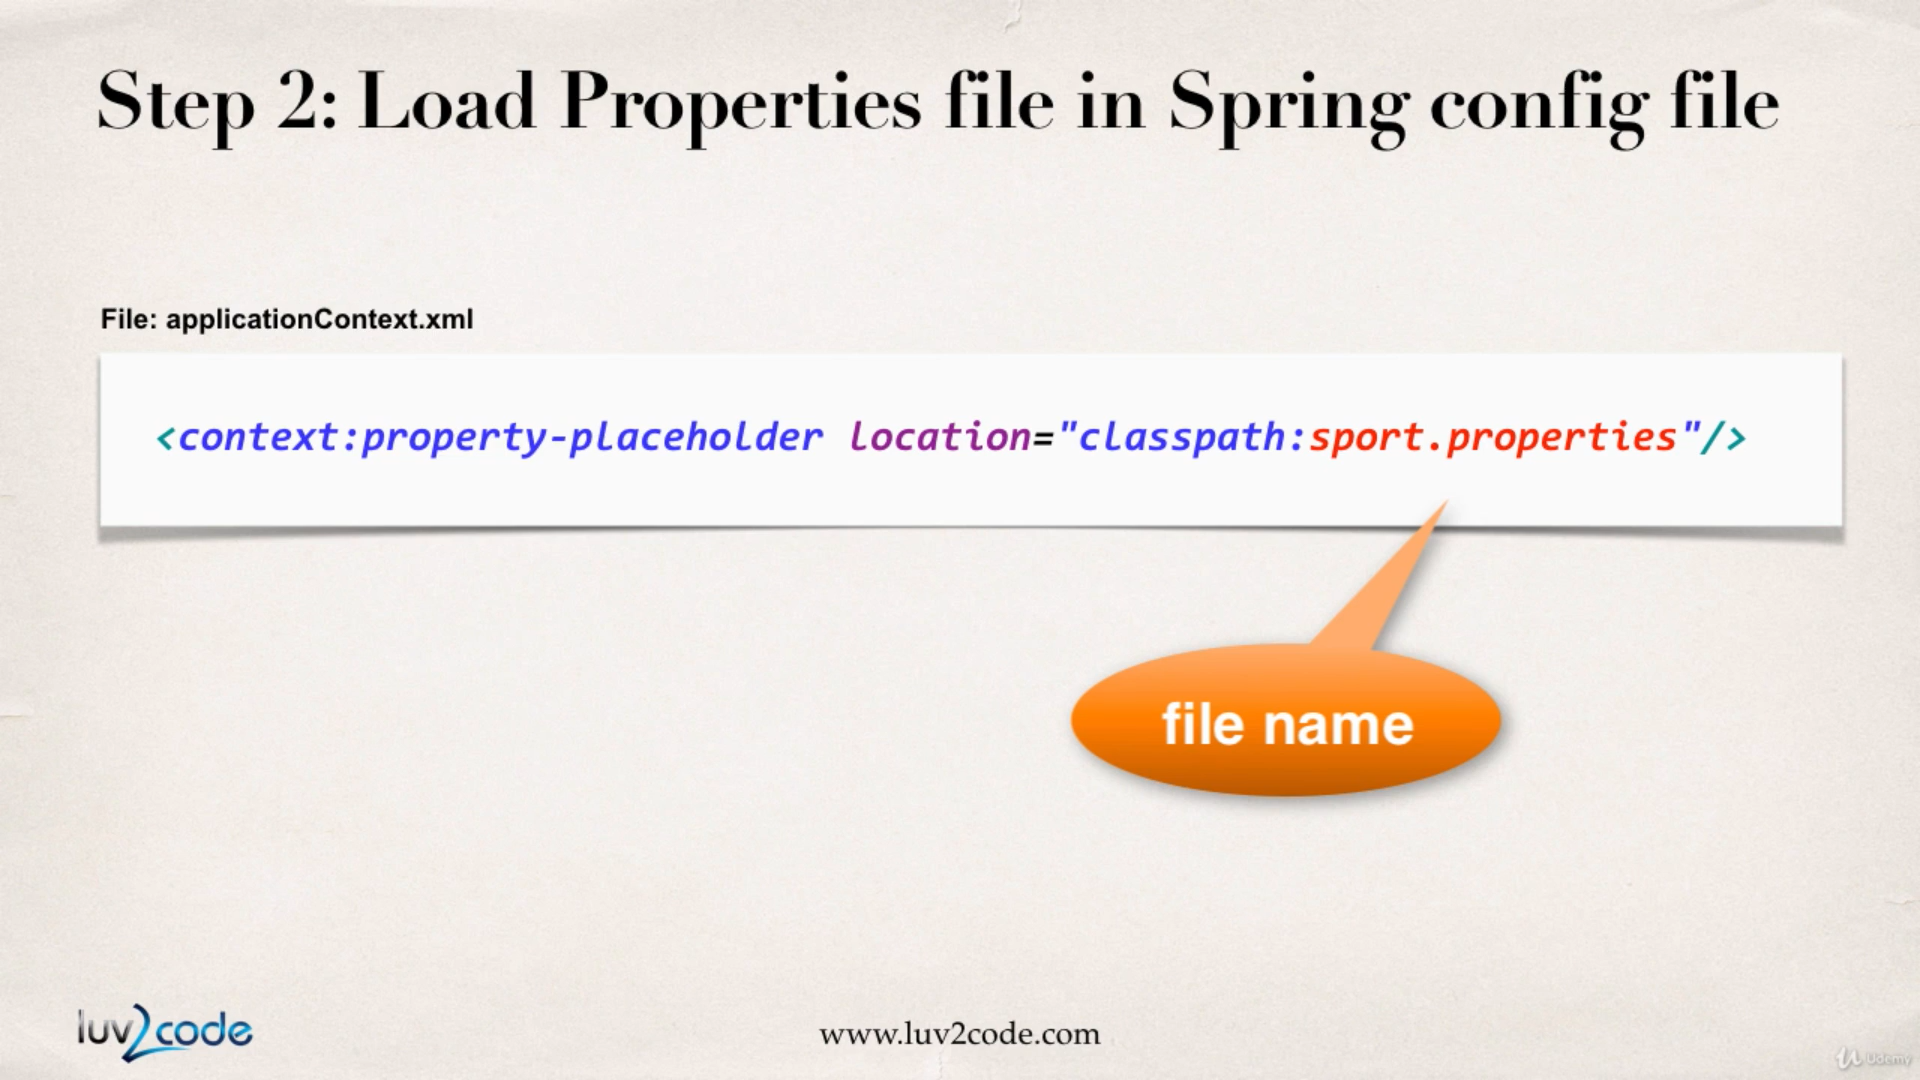 Step 2: Load Properties file in Spring config file
File: applicationContext.xml
<context:property-placeholder location="classpath:sport.properties"/>
file name
luv2code
www.luv2code.com
Udemy